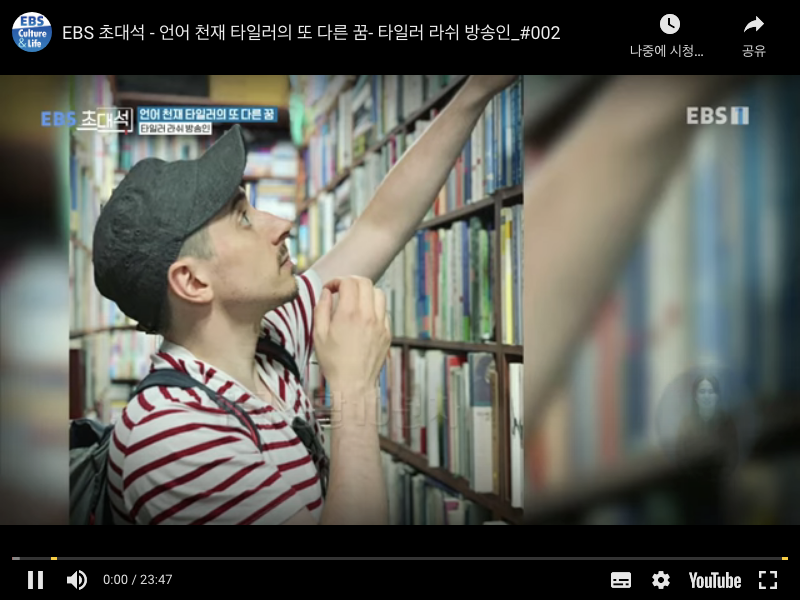 EBS
Culture
& Life
EBS 초대석 - 언어 천재 타일러의 또 다른 꿈- 타일러 라쉬 방송인_#002
나중에 시청...
공유
EBS 초대석
언어 천재 타일러의 또 다른 꿈
타일러 라쉬 방송인
EBS 1
0:00 / 23:47
YouTube